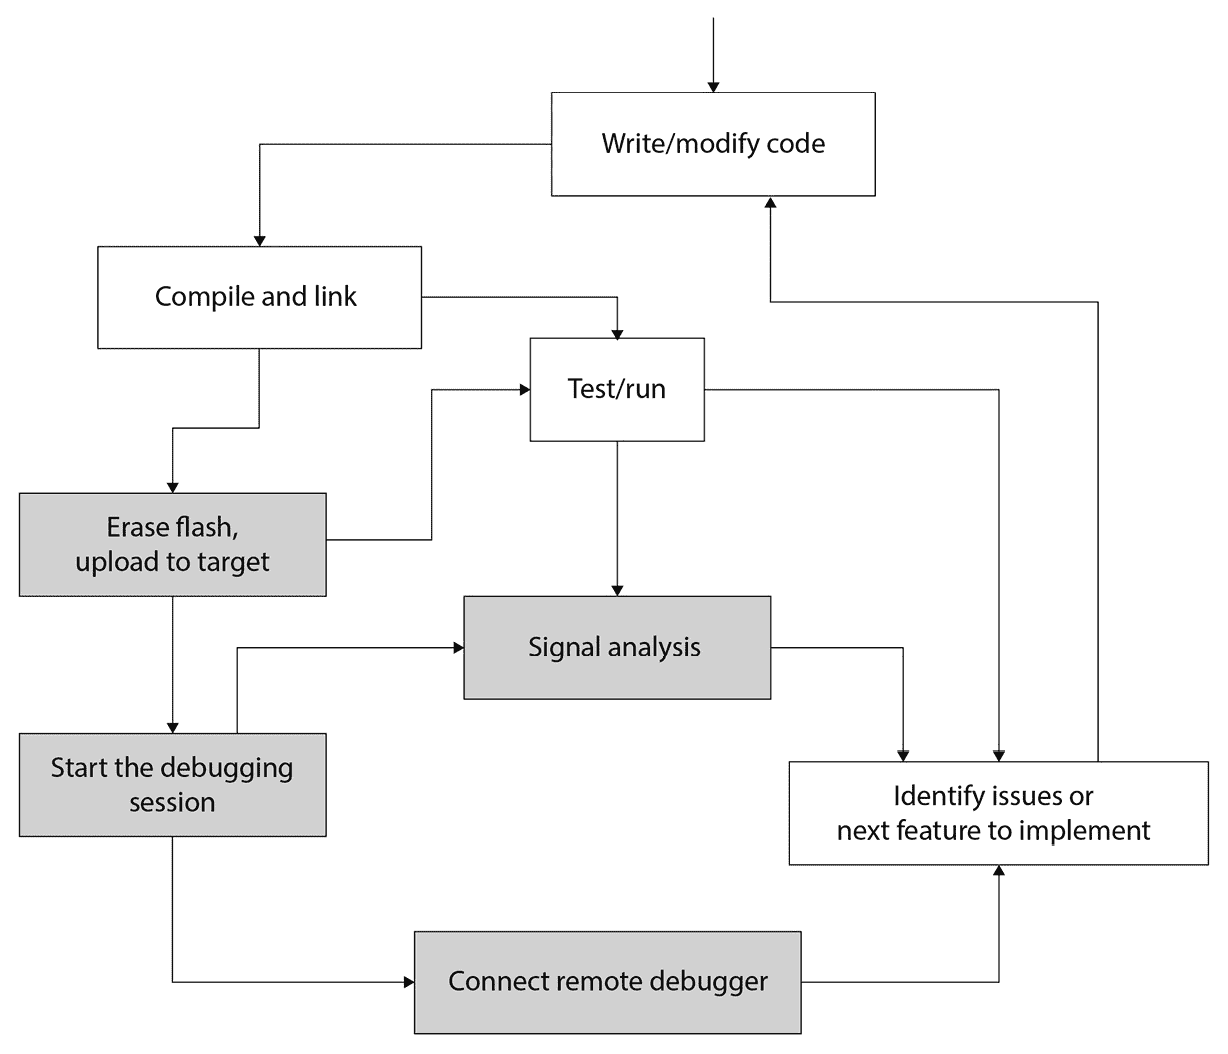 Write/modify code
Compile and link
Test/run
Erase flash,
upload to target
Signal analysis
Start the debugging
session
Identify issues or
next feature to implement
Connect remote debugger